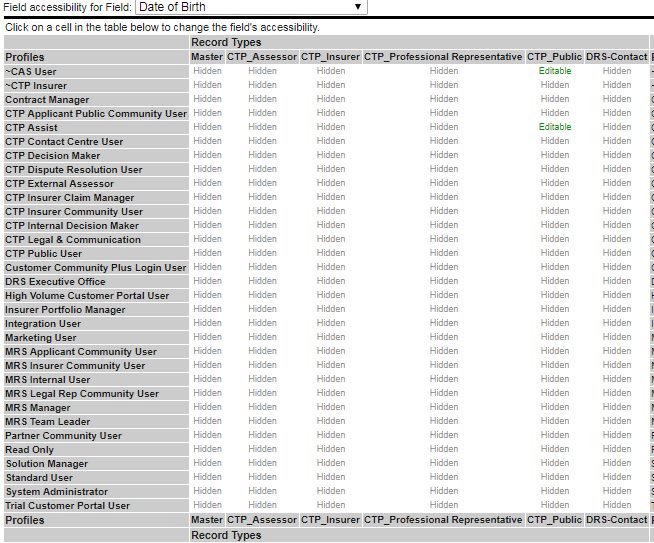 Field accessibility for Field: Date of Birth
Click on a cell in the table below to change the field's accessibility.
Record Types
Profiles Master CTP_Assessor CTP_Insurer CTP_Professional Representative CTP_Public DRS-Contact
~CAS User Hidden Hidden Hidden Hidden Editable Hidden
~CTP Insurer Hidden Hidden Hidden Hidden Hidden Hidden
Contract Manager Hidden Hidden Hidden Hidden Hidden Hidden
CTP Applicant Public Community User Hidden Hidden Hidden Hidden Hidden Hidden
CTP Assist Hidden Hidden Hidden Hidden Editable Hidden
CTP Contact Centre User Hidden Hidden Hidden Hidden Hidden Hidden
CTP Decision Maker Hidden Hidden Hidden Hidden Hidden Hidden
CTP Dispute Resolution User Hidden Hidden Hidden Hidden Hidden Hidden
CTP External Assessor Hidden Hidden Hidden Hidden Hidden Hidden
CTP Insurer Claim Manager Hidden Hidden Hidden Hidden Hidden Hidden
CTP Insurer Community User Hidden Hidden Hidden Hidden Hidden Hidden
CTP Internal Decision Maker Hidden Hidden Hidden Hidden Hidden Hidden
CTP Legal & Communication Hidden Hidden Hidden Hidden Hidden Hidden
CTP Public User Hidden Hidden Hidden Hidden Hidden Hidden
Customer Community Plus Login User Hidden Hidden Hidden Hidden Hidden Hidden
DRS Executive Office Hidden Hidden Hidden Hidden Hidden Hidden
High Volume Customer Portal User Hidden Hidden Hidden Hidden Hidden Hidden
Insurer Portfolio Manager Hidden Hidden Hidden Hidden Hidden Hidden
Integration User Hidden Hidden Hidden Hidden Hidden Hidden
Marketing User Hidden Hidden Hidden Hidden Hidden Hidden
MRS Applicant Community User Hidden Hidden Hidden Hidden Hidden Hidden
MRS Insurer Community User Hidden Hidden Hidden Hidden Hidden Hidden
MRS Internal User Hidden Hidden Hidden Hidden Hidden Hidden
MRS Legal Rep Community User Hidden Hidden Hidden Hidden Hidden Hidden
MRS Manager Hidden Hidden Hidden Hidden Hidden Hidden
MRS Team Leader Hidden Hidden Hidden Hidden Hidden Hidden
Partner Community User Hidden Hidden Hidden Hidden Hidden Hidden
Read Only Hidden Hidden Hidden Hidden Hidden Hidden
Solution Manager Hidden Hidden Hidden Hidden Hidden Hidden
Standard User Hidden Hidden Hidden Hidden Hidden Hidden
System Administrator Hidden Hidden Hidden Hidden Hidden Hidden
Trial Customer Portal User Hidden Hidden Hidden Hidden Hidden Hidden
Profiles Master CTP_Assessor CTP_Insurer CTP_Professional Representative CTP_Public DRS-Contact
Record Types